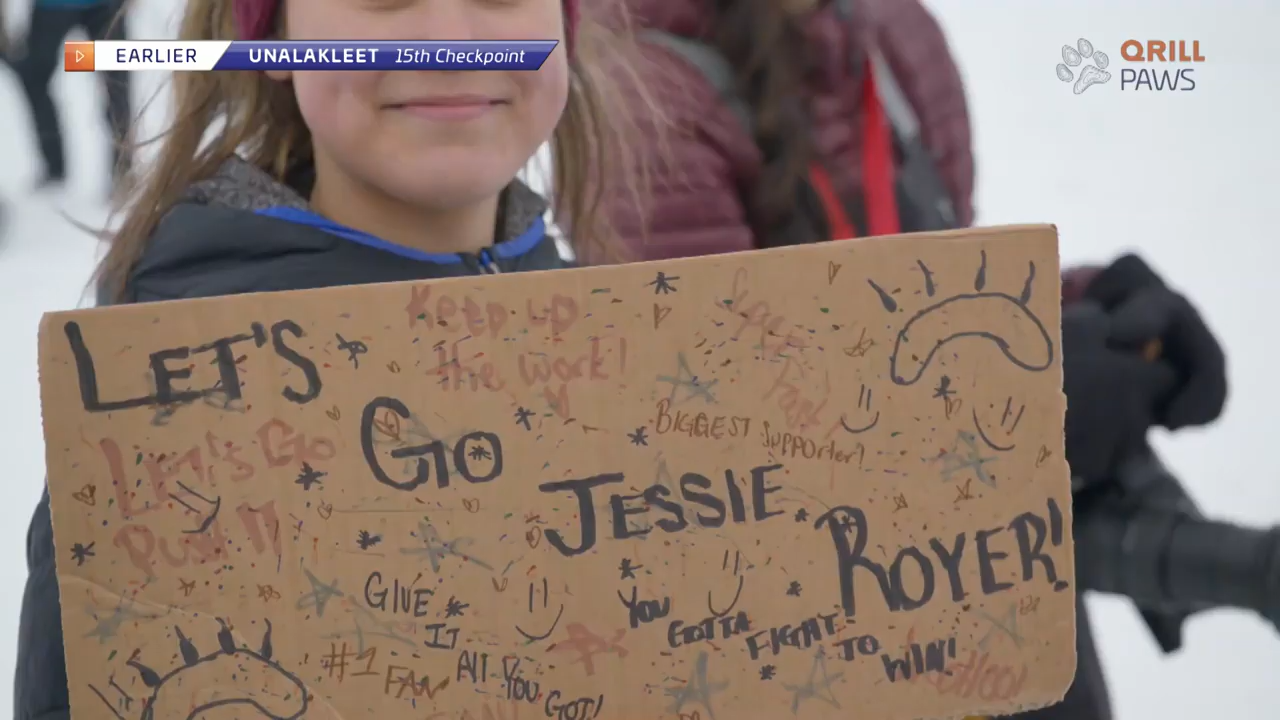 EARLIER
UNALAKLEET 15th Checkpoint
QRILL
PAWS
LET'S
GO
JESSIE
ROYER!
Keep up
the work!
BIGGEST Supporter!
LET'S GO
PUSH IT
GIVE
IT
All
YOU
GOT!
YOU
GOTTA
FIGHT
TO
WIN!
#1
FAN